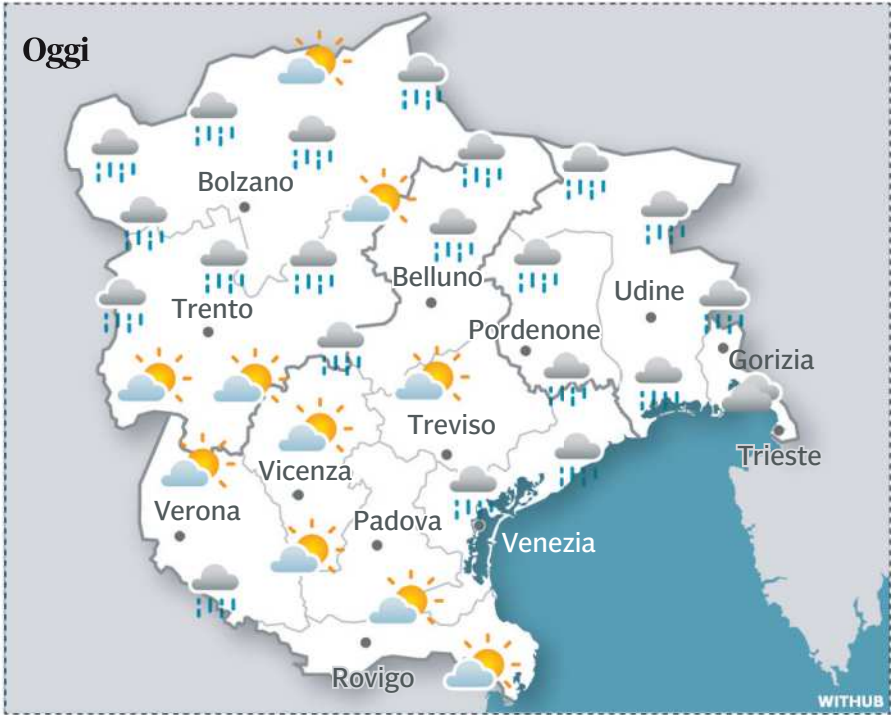 Oggi
Bolzano
Belluno
Udine
Trento
Pordenone
Gorizia
Treviso
Trieste
Vicenza
Verona
Padova
Venezia
Rovigo
WITHUB